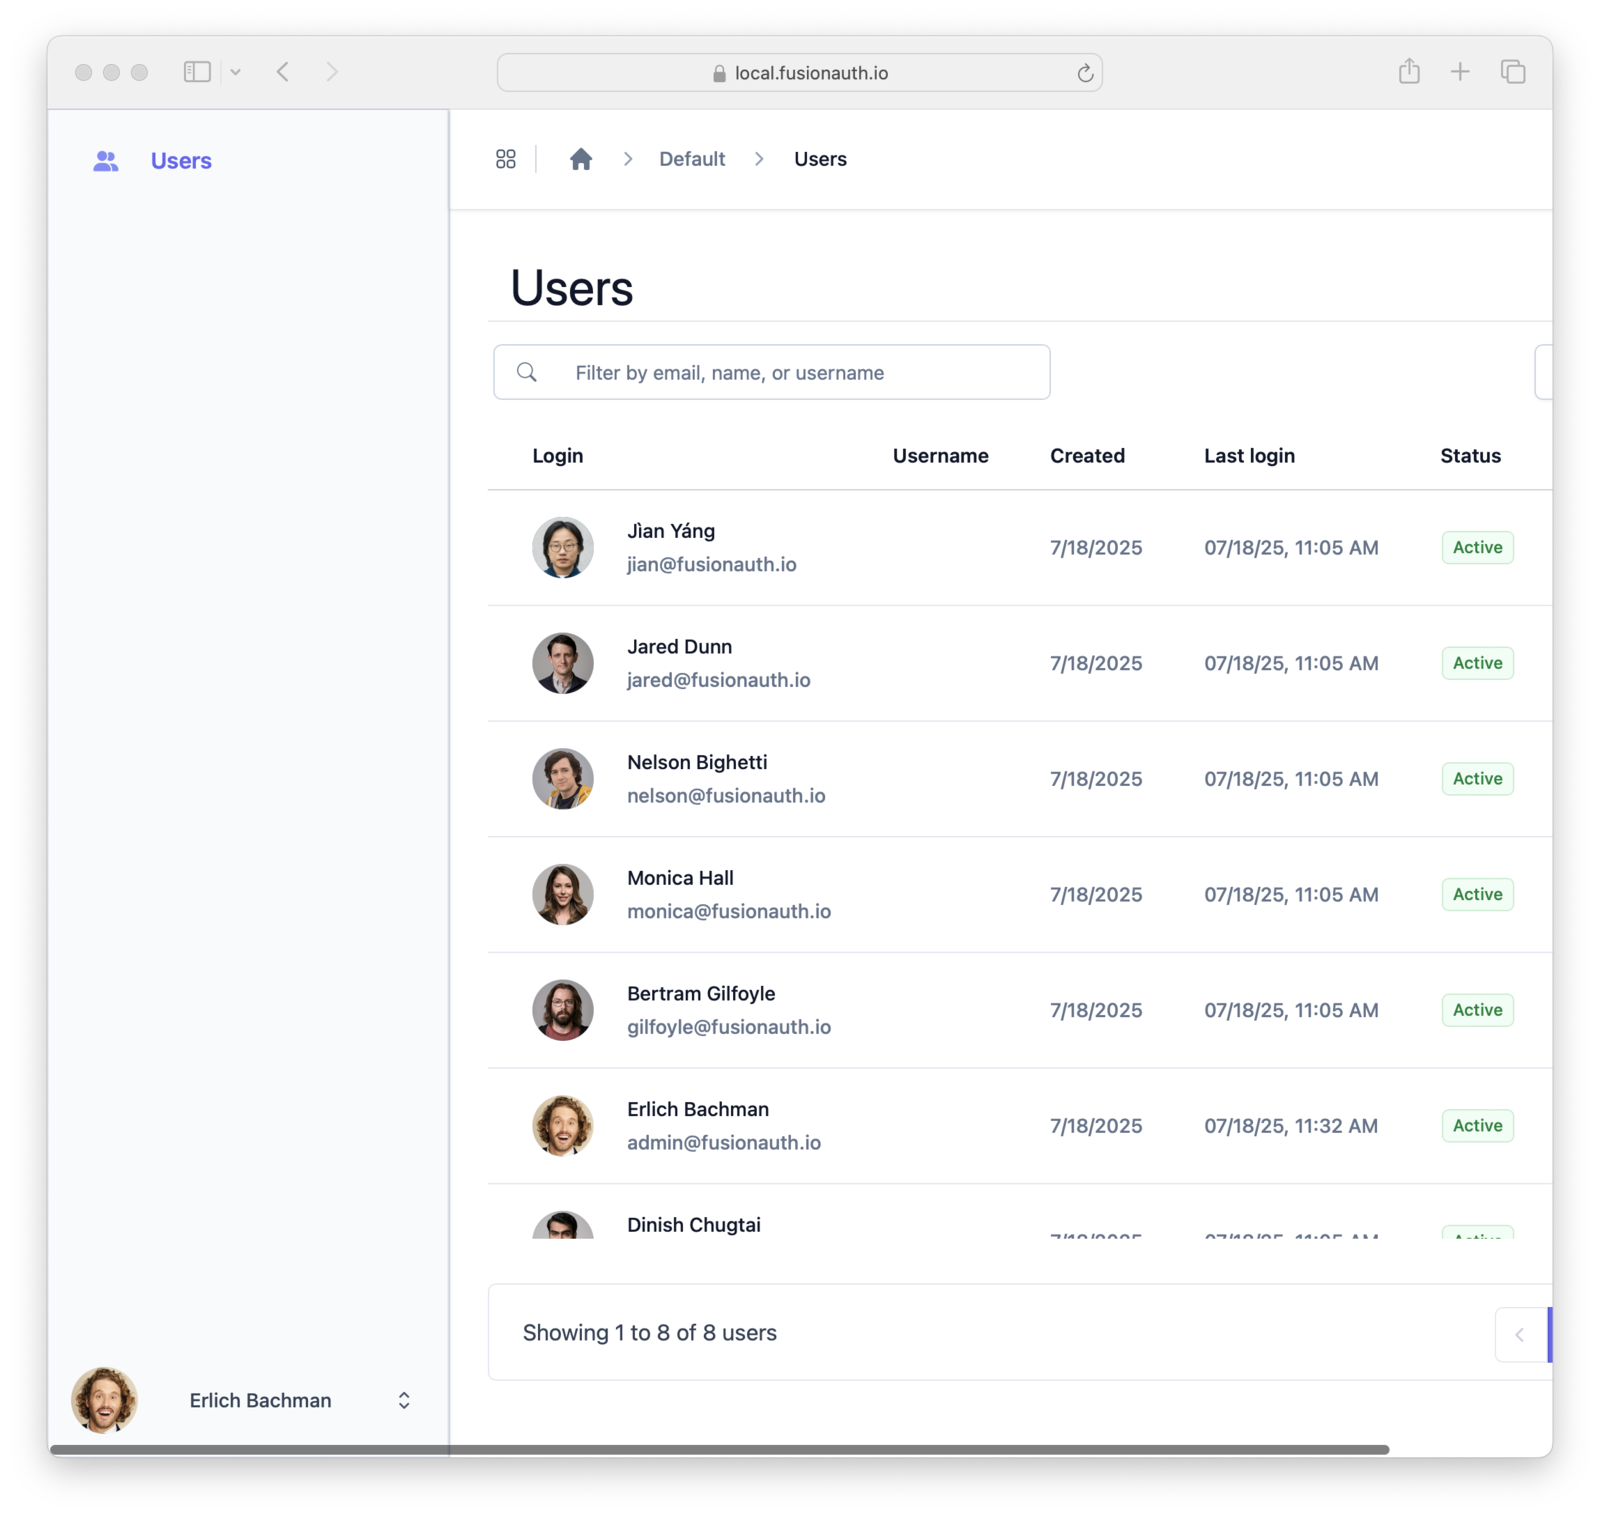 local.fusionauth.io
Users
Default
Users
Users
Filter by email, name, or username
Login Username Created Last login Status
Jìan Yáng
jian@fusionauth.io
7/18/2025 07/18/25, 11:05 AM Active
Jared Dunn
jared@fusionauth.io
7/18/2025 07/18/25, 11:05 AM Active
Nelson Bighetti
nelson@fusionauth.io
7/18/2025 07/18/25, 11:05 AM Active
Monica Hall
monica@fusionauth.io
7/18/2025 07/18/25, 11:05 AM Active
Bertram Gilfoyle
gilfoyle@fusionauth.io
7/18/2025 07/18/25, 11:05 AM Active
Erlich Bachman
admin@fusionauth.io
7/18/2025 07/18/25, 11:32 AM Active
Dinish Chugtai
Showing 1 to 8 of 8 users
Erlich Bachman